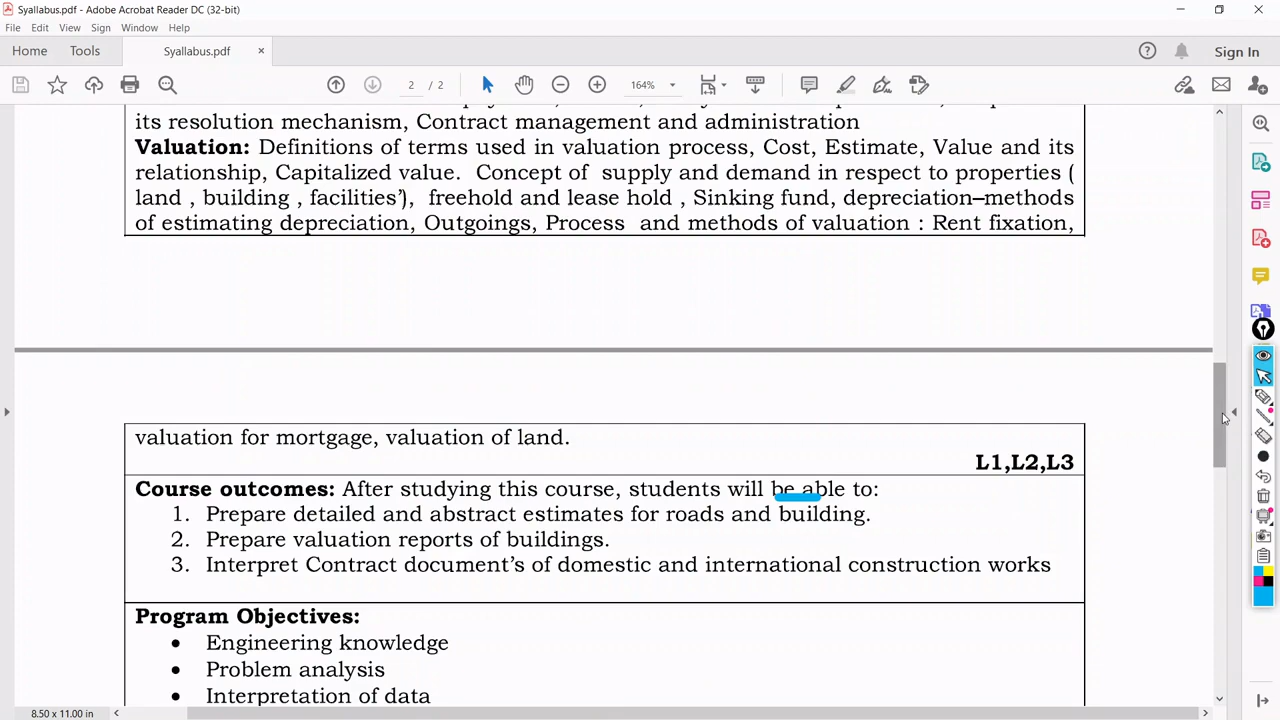 Syallabus.pdf - Adobe Acrobat Reader DC (32-bit)
File Edit View Sign Window Help
Home Tools Syallabus.pdf × Sign In
2 / 2 164%
its resolution mechanism, Contract management and administration
Valuation: Definitions of terms used in valuation process, Cost, Estimate, Value and its
relationship, Capitalized value. Concept of supply and demand in respect to properties (
land , building , facilities’), freehold and lease hold , Sinking fund, depreciation–methods
of estimating depreciation, Outgoings, Process and methods of valuation : Rent fixation,
valuation for mortgage, valuation of land.
L1,L2,L3
Course outcomes: After studying this course, students will be able to:
1. Prepare detailed and abstract estimates for roads and building.
2. Prepare valuation reports of buildings.
3. Interpret Contract document’s of domestic and international construction works
Program Objectives:
• Engineering knowledge
• Problem analysis
• Interpretation of data
8.50 x 11.00 in